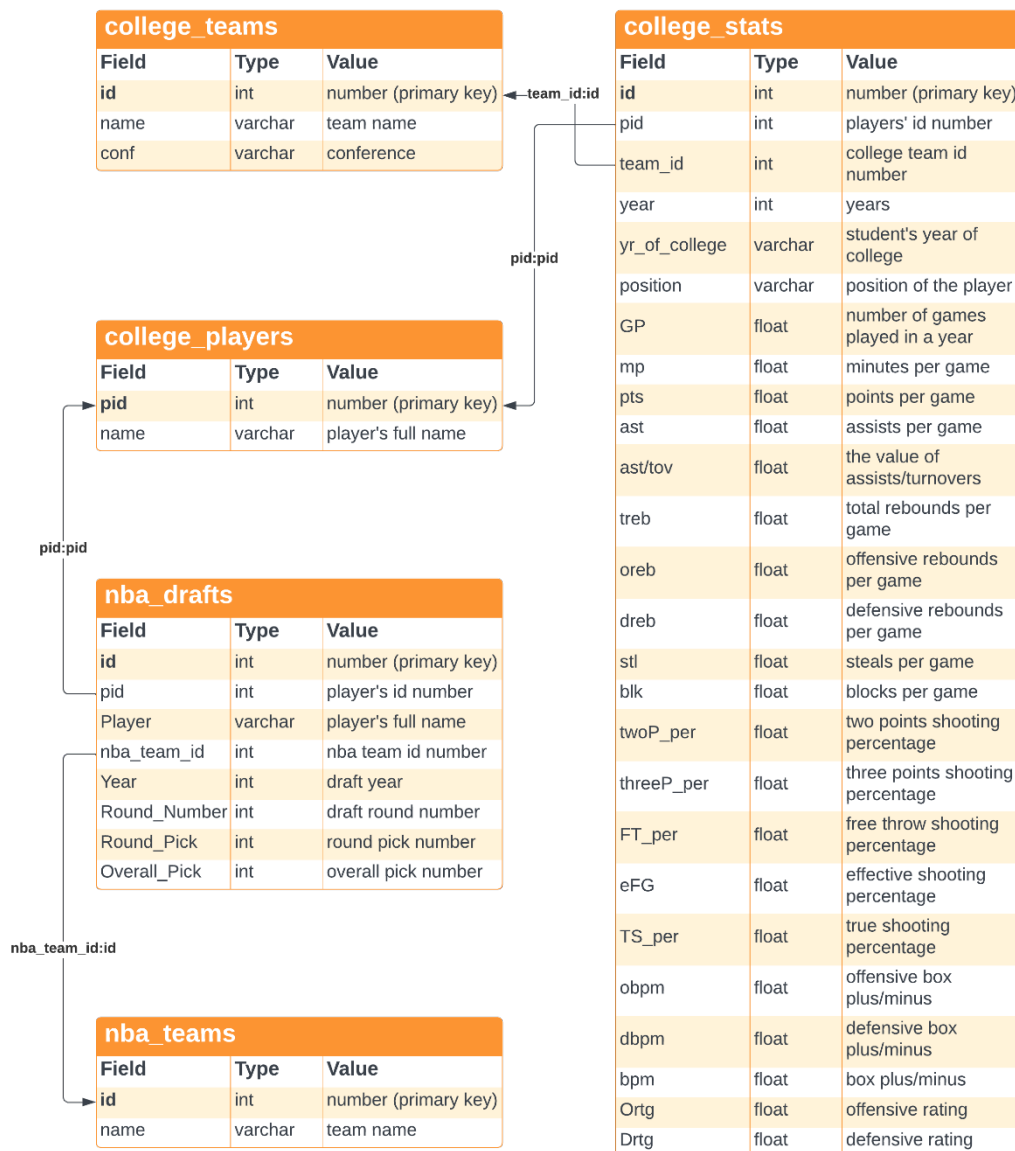 college_teams
Field Type Value
id int number (primary key)
name varchar team name
conf varchar conference
team_id:id
pid:pid
college_players
Field Type Value
pid int number (primary key)
name varchar player's full name
pid:pid
nba_drafts
Field Type Value
id int number (primary key)
pid int player's id number
Player varchar player's full name
nba_team_id int nba team id number
Year int draft year
Round_Number int draft round number
Round_Pick int round pick number
Overall_Pick int overall pick number
nba_team_id:id
nba_teams
Field Type Value
id int number (primary key)
name varchar team name
college_stats
Field Type Value
id int number (primary key)
pid int players' id number
team_id int college team id
number
year int years
yr_of_college varchar student's year of
college
position varchar position of the player
GP float number of games
played in a year
mp float minutes per game
pts float points per game
ast float assists per game
ast/tov float the value of
assists/turnovers
treb float total rebounds per
game
oreb float offensive rebounds
per game
dreb float defensive rebounds
per game
stl float steals per game
blk float blocks per game
twoP_per float two points shooting
percentage
threeP_per float three points shooting
percentage
FT_per float free throw shooting
percentage
eFG float effective shooting
percentage
TS_per float true shooting
percentage
obpm float offensive box
plus/minus
dbpm float defensive box
plus/minus
bpm float box plus/minus
Ortg float offensive rating
Drtg float defensive rating